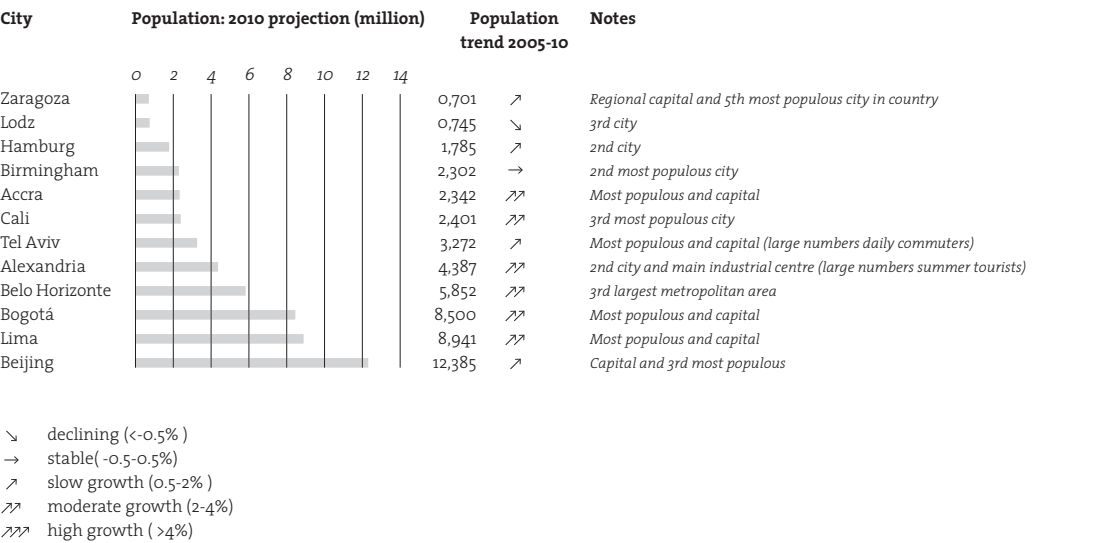 City Population: 2010 projection (million) Population Notes
trend 2005-10
0 2 4 6 8 10 12 14
Zaragoza 0,701 ↗ Regional capital and 5th most populous city in country
Lodz 0,745 ↘ 3rd city
Hamburg 1,785 ↗ 2nd city
Birmingham 2,302 → 2nd most populous city
Accra 2,342 ↗↗ Most populous and capital
Cali 2,401 ↗↗ 3rd most populous city
Tel Aviv 3,272 ↗ Most populous and capital (large numbers daily commuters)
Alexandria 4,387 ↗↗ 2nd city and main industrial centre (large numbers summer tourists)
Belo Horizonte 5,852 ↗↗ 3rd largest metropolitan area
Bogotá 8,500 ↗↗ Most populous and capital
Lima 8,941 ↗↗ Most populous and capital
Beijing 12,385 ↗ Capital and 3rd most populous
↘ declining (<-0.5% )
→ stable( -0.5-0.5%)
↗ slow growth (0.5-2% )
↗↗ moderate growth (2-4%)
↗↗↗ high growth ( >4%)